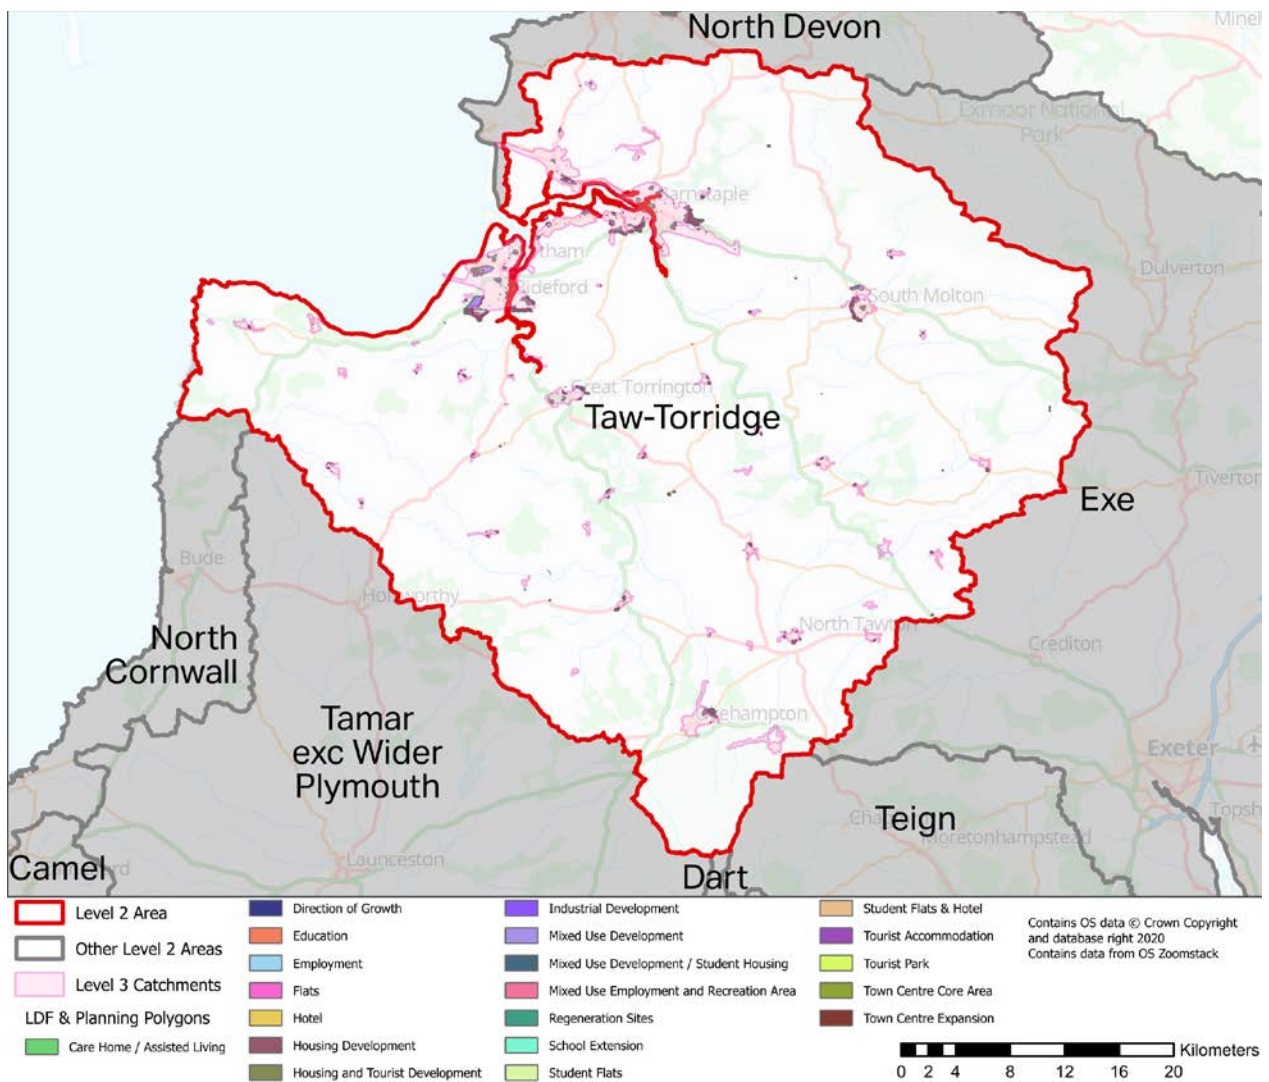 North Devon
Exmoor National
Park
Barnstaple
Dulverton
Bideford
South Molton
Great Torrington
Taw-Torridge
Tiverton
Exe
Bude
Holsworthy
North Tawton
Crediton
North
Cornwall
Tamar
exc Wider
Plymouth
Okehampton
Exeter
Teign
Moretonhampstead
Launceston
Camel
Dart
Level 2 Area
Other Level 2 Areas
Level 3 Catchments
LDF & Planning Polygons
Care Home / Assisted Living
Direction of Growth
Education
Employment
Flats
Hotel
Housing Development
Housing and Tourist Development
Industrial Development
Mixed Use Development
Mixed Use Development / Student Housing
Mixed Use Employment and Recreation Area
Regeneration Sites
School Extension
Student Flats
Student Flats & Hotel
Tourist Accommodation
Tourist Park
Town Centre Core Area
Town Centre Expansion
Contains OS data © Crown Copyright
and database right 2020
Contains data from OS Zoomstack
Kilometers
0 2 4 8 12 16 20